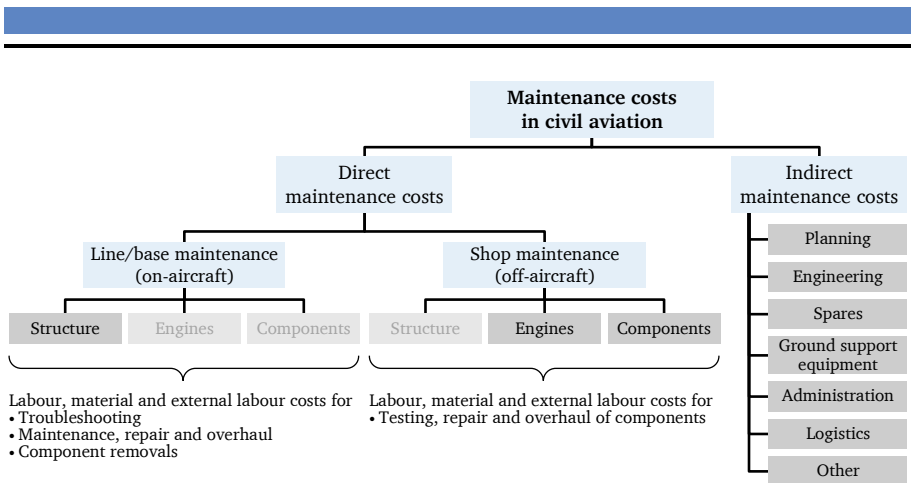 Maintenance costs
in civil aviation
Direct
maintenance costs
Indirect
maintenance costs
Line/base maintenance
(on-aircraft)
Shop maintenance
(off-aircraft)
Structure
Engines
Components
Structure
Engines
Components
Labour, material and external labour costs for
• Troubleshooting
• Maintenance, repair and overhaul
• Component removals
Labour, material and external labour costs for
• Testing, repair and overhaul of components
Planning
Engineering
Spares
Ground support
equipment
Administration
Logistics
Other